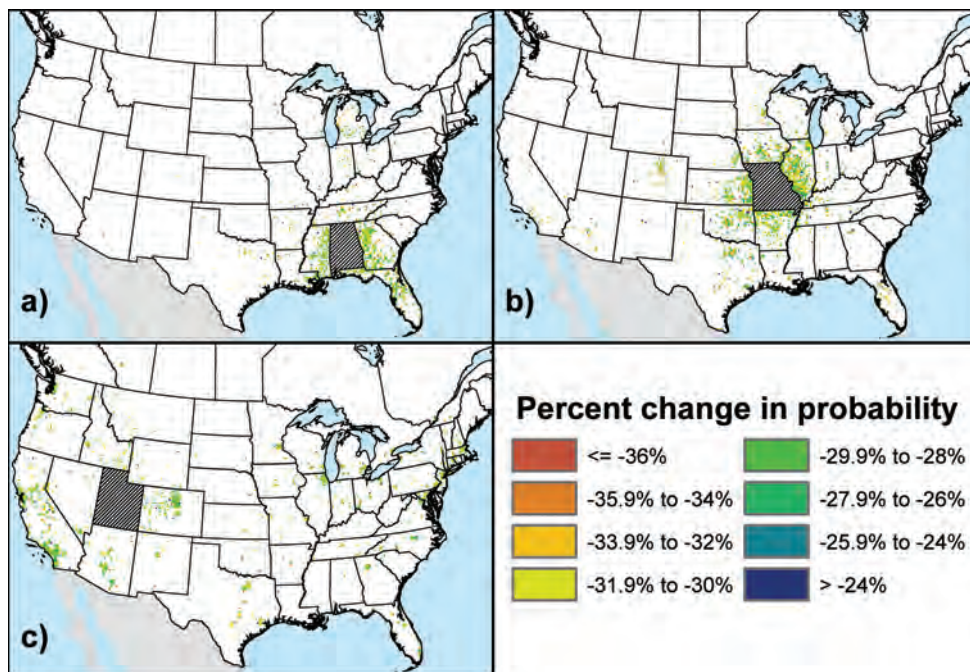 a)
b)
c)
Percent change in probability
<= -36%
-29.9% to -28%
-35.9% to -34%
-27.9% to -26%
-33.9% to -32%
-25.9% to -24%
-31.9% to -30%
> -24%